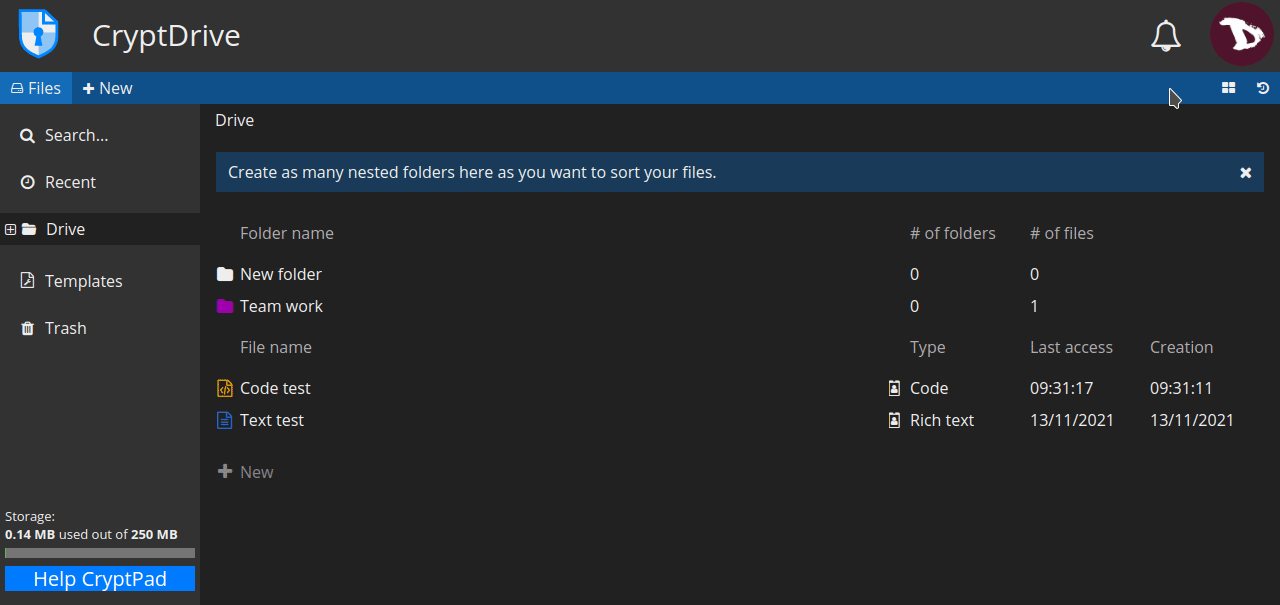 CryptDrive
Files New
Search...
Recent
Drive
Templates
Trash
Storage:
0.14 MB used out of 250 MB
Help CryptPad
Drive
Create as many nested folders here as you want to sort your files.
Folder name # of folders # of files
New folder 0 0
Team work 0 1
File name Type Last access Creation
Code test Code 09:31:17 09:31:11
Text test Rich text 13/11/2021 13/11/2021
New